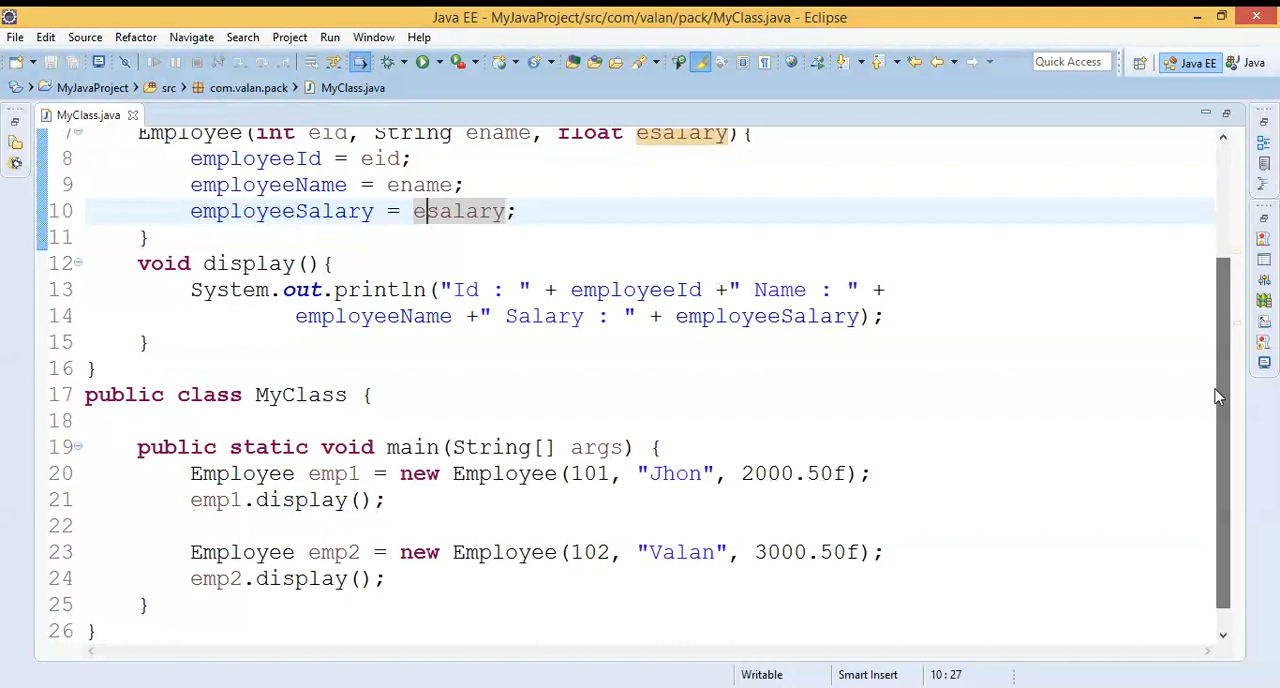 Java EE - MyJavaProject/src/com/valan/pack/MyClass.java - Eclipse
File Edit Source Refactor Navigate Search Project Run Window Help
Quick Access Java EE Java
MyJavaProject src com.valan.pack MyClass.java
MyClass.java
7 Employee(int eid, String ename, float esalary){
8 employeeId = eid;
9 employeeName = ename;
10 employeeSalary = esalary;
11 }
12 void display(){
13 System.out.println("Id : " + employeeId +" Name : " +
14 employeeName +" Salary : " + employeeSalary);
15 }
16 }
17 public class MyClass {
18
19 public static void main(String[] args) {
20 Employee emp1 = new Employee(101, "Jhon", 2000.50f);
21 emp1.display();
22
23 Employee emp2 = new Employee(102, "Valan", 3000.50f);
24 emp2.display();
25 }
26 }
Writable Smart Insert 10 : 27